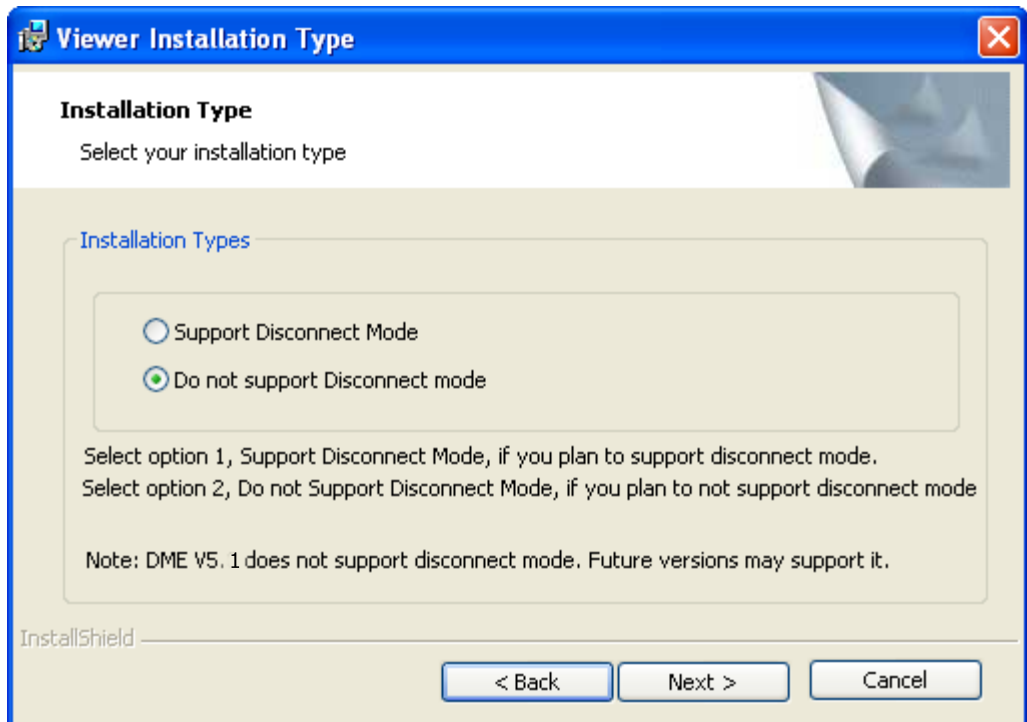 Viewer Installation Type
Installation Type
Select your installation type
Installation Types
Support Disconnect Mode
Do not support Disconnect mode
Select option 1, Support Disconnect Mode, if you plan to support disconnect mode.
Select option 2, Do not Support Disconnect Mode, if you plan to not support disconnect mode
Note: DME V5. 1 does not support disconnect mode. Future versions may support it.
InstallShield
< Back Next > Cancel